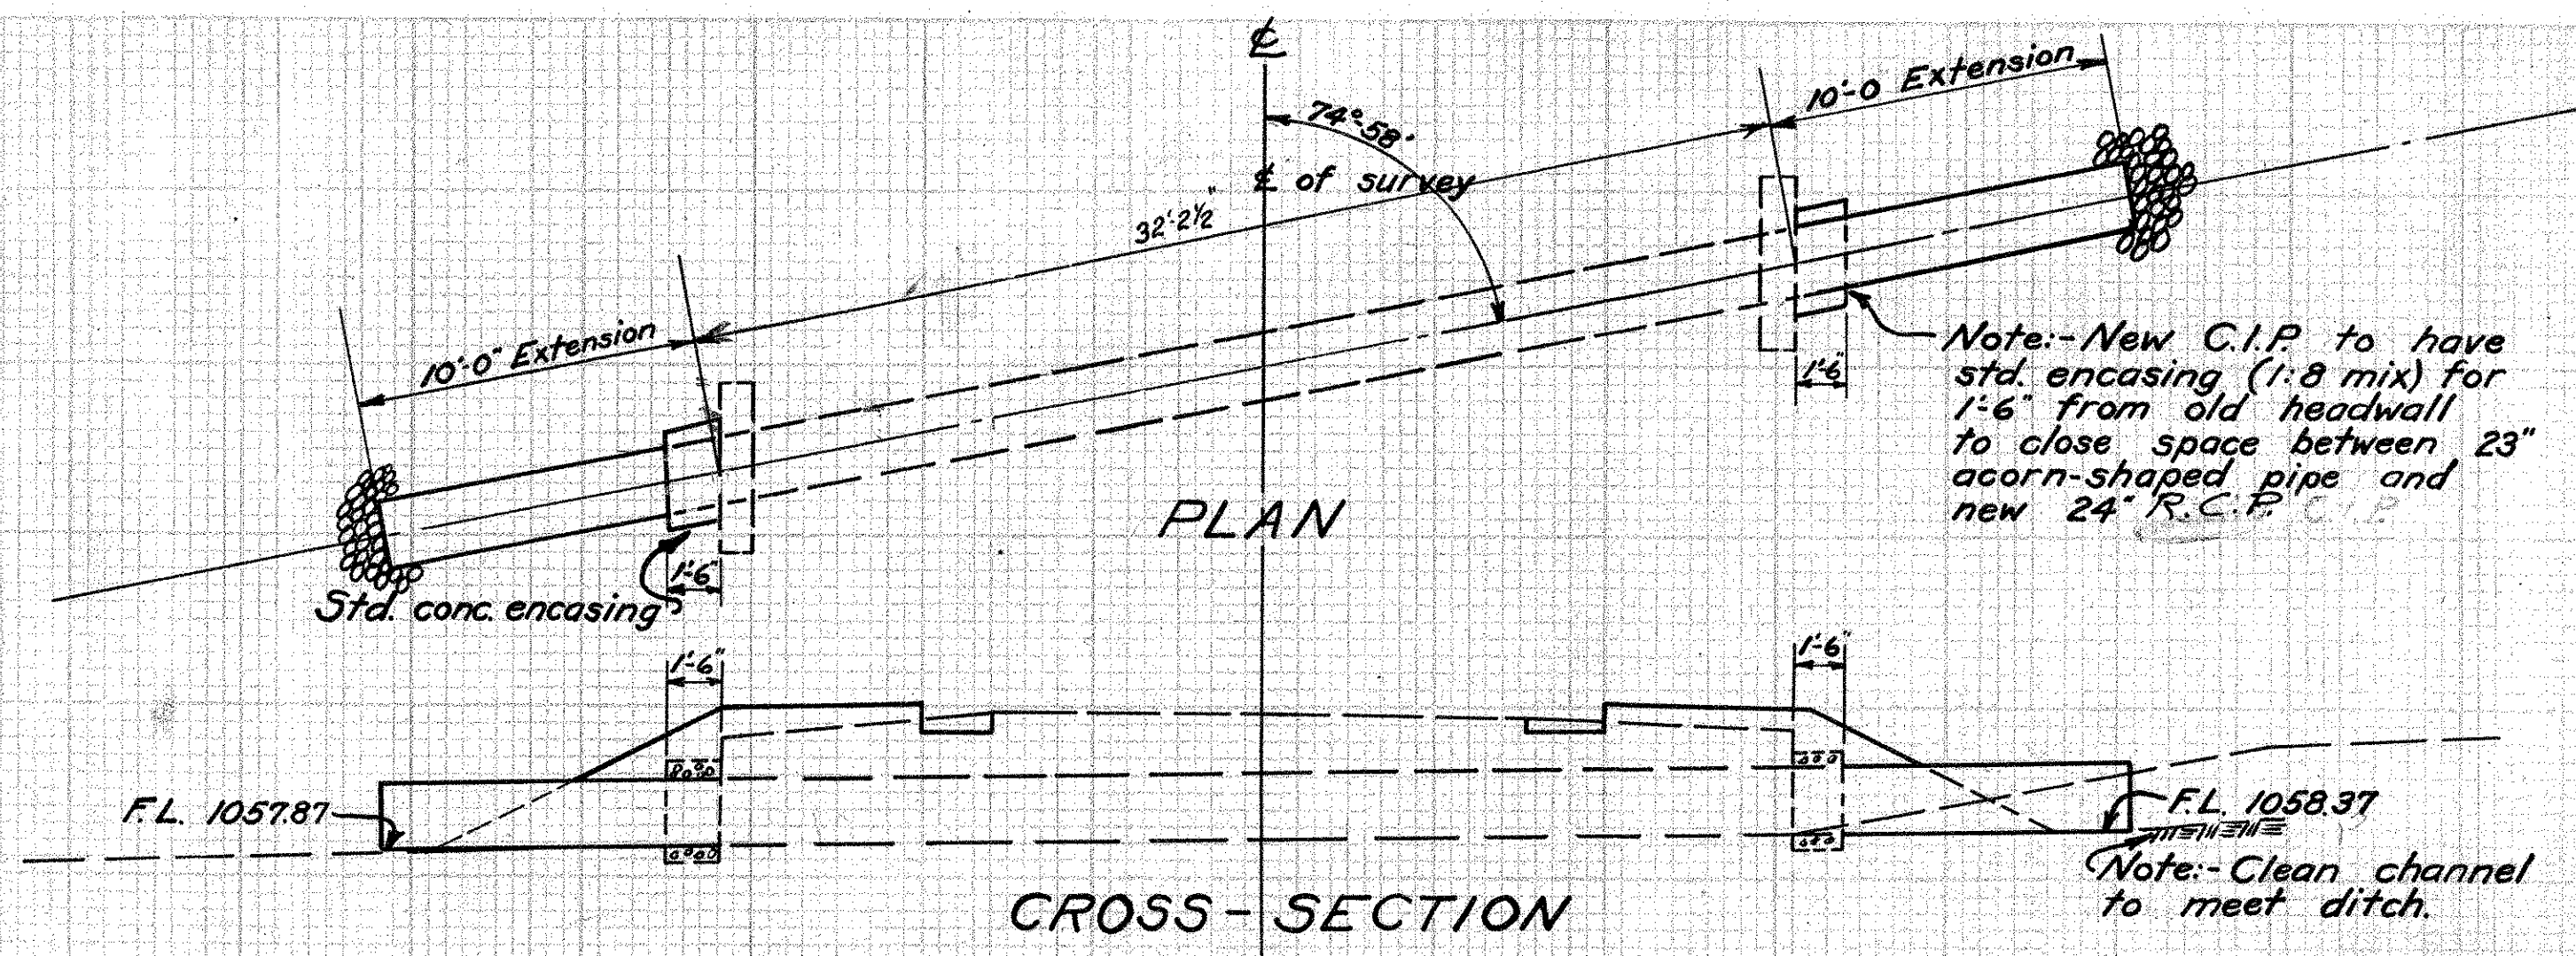 ℄
10'-0 Extension
74°-58'
℄ of survey
32'-2½"
10'-0" Extension
Note:- New C.I.P. to have
std. encasing (1:8 mix) for
1'-6" from old headwall
to close space between 23"
acorn-shaped pipe and
new 24" R.C.P.
1'-6"
PLAN
1'-6"
Std. conc. encasing
1'-6"
1'-6"
F.L. 1057.87
F.L. 1058.37
Note:- Clean channel
to meet ditch.
CROSS-SECTION